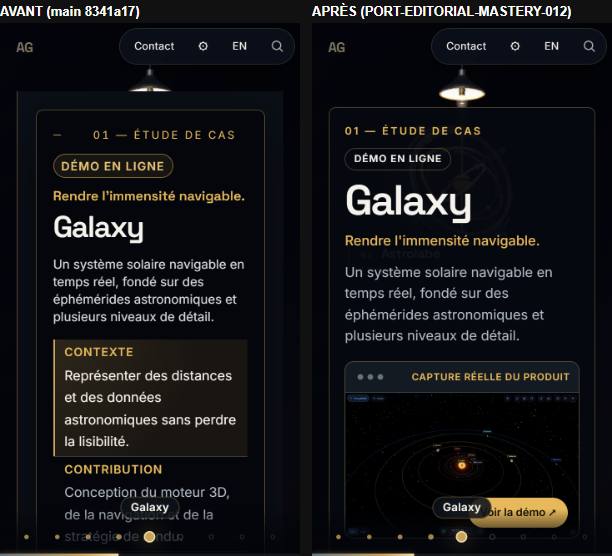 AVANT (main 8341a17)
AG
Contact
EN
— 01 — ÉTUDE DE CAS
DÉMO EN LIGNE
Rendre l'immensité navigable.
Galaxy
Un système solaire navigable en
temps réel, fondé sur des
éphémérides astronomiques et
plusieurs niveaux de détail.
CONTEXTE
Représenter des distances
et des données
astronomiques sans perdre
la lisibilité.
CONTRIBUTION
Conception du moteur 3D,
de la et de la
Galaxy
APRÈS (PORT-EDITORIAL-MASTERY-012)
AG
Contact
EN
01 — ÉTUDE DE CAS
DÉMO EN LIGNE
Galaxy
Rendre l'immensité navigable.
Astrolabe
Un système solaire navigable en
temps réel, fondé sur des
éphémérides astronomiques et
plusieurs niveaux de détail.
CAPTURE RÉELLE DU PRODUIT
Galaxy
la démo ↗